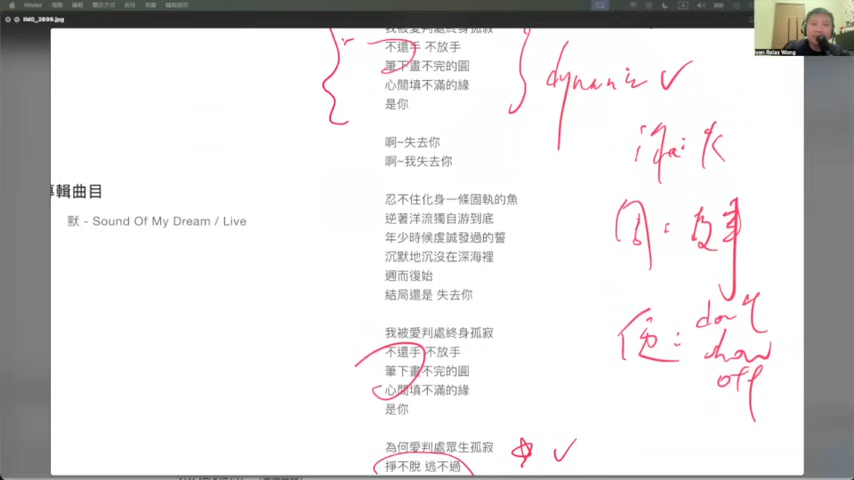 Finder
IMG_2800.jpg
我被愛判處終身孤寂
不還手 不放手
筆下畫不完的圓
心間填不滿的緣
是你
dynamic ✓
啊~失去你
啊~我失去你
專輯曲目
默 - Sound Of My Dream / Live
忍不住化身一條固執的魚
逆著洋流獨自游到底
年少時候虔誠發過的誓
沉默地沉沒在深海裡
週而復始
結局還是 失去你
don't
show
off
我被愛判處終身孤寂
不還手 不放手
筆下畫不完的圓
心間填不滿的緣
是你
為何愛判處眾生孤寂
掙不脫 逃不過